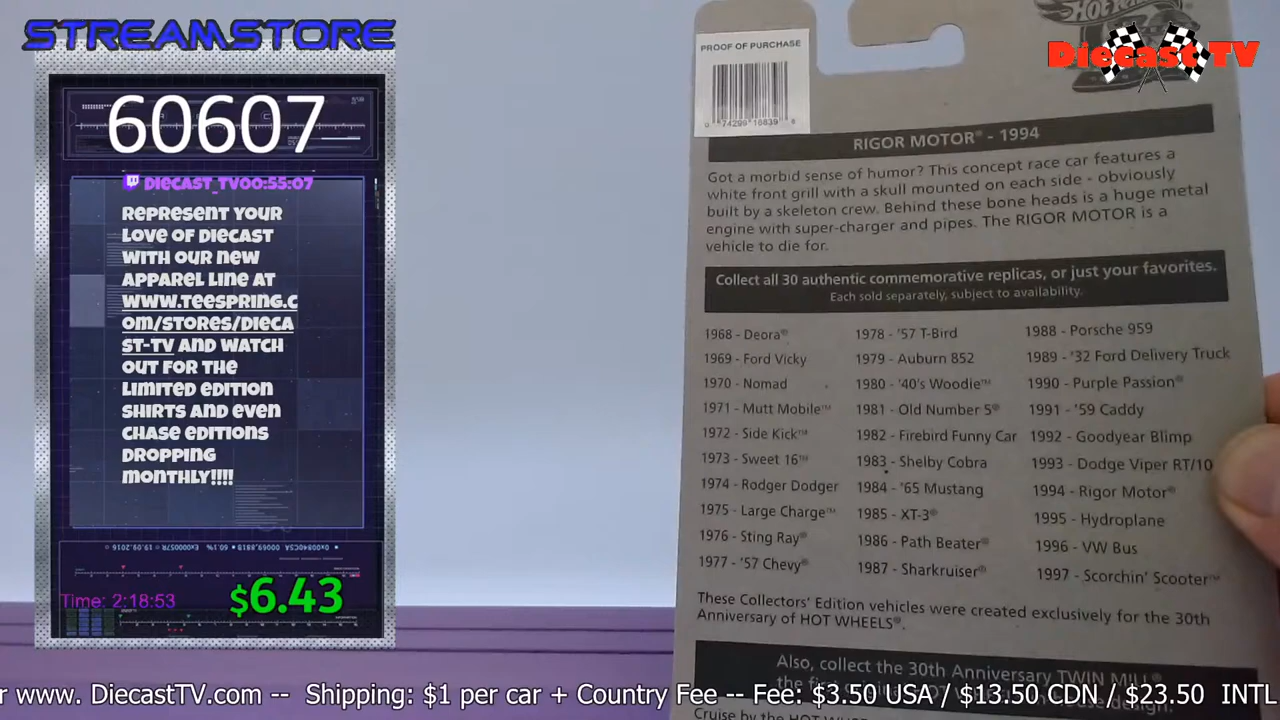 STREAMSTORE
60607
DIECAST_TV00:55:07
REPRESENT YOUR
LOVE OF DIECAST
WITH OUR NEW
APPAREL LINE AT
WWW.TEESPRING.C
OM/STORES/DIECA
ST-TV AND WATCH
OUT FOR THE
LIMITED EDITION
SHIRTS AND EVEN
CHASE EDITIONS
DROPPING
MONTHLY!!!!
Time: 2:18:53
$6.43
PROOF OF PURCHASE
HOT WHEELS
Diecast TV
RIGOR MOTOR® - 1994
Got a morbid sense of humor? This concept race car features a
white front grill with a skull mounted on each side - obviously
built by a skeleton crew. Behind these bone heads is a huge metal
engine with super-charger and pipes. The RIGOR MOTOR is a
vehicle to die for.
Collect all 30 authentic commemorative replicas, or just your favorites.
Each sold separately, subject to availability.
1968 - Deora®
1969 - Ford Vicky
1970 - Nomad
1971 - Mutt Mobile™
1972 - Side Kick™
1973 - Sweet 16™
1974 - Rodger Dodger
1975 - Large Charge™
1976 - Sting Ray®
1977 - '57 Chevy®
1978 - '57 T-Bird
1979 - Auburn 852
1980 - '40's Woodie™
1981 - Old Number 5®
1982 - Firebird Funny Car
1983 - Shelby Cobra
1984 - '65 Mustang
1985 - XT-3®
1986 - Path Beater®
1987 - Sharkruiser®
1988 - Porsche 959
1989 - '32 Ford Delivery Truck
1990 - Purple Passion®
1991 - '59 Caddy
1992 - Goodyear Blimp
1993 - Dodge Viper RT/10
1994 - Rigor Motor®
1995 - Hydroplane
1996 - VW Bus
1997 - Scorchin' Scooter™
These Collectors' Edition vehicles were created exclusively for the 30th
Anniversary of HOT WHEELS®.
Also, collect the 30th Anniversary TWIN MILL®
Cruise by the HOT
r www. DiecastTV.com -- Shipping: $1 per car + Country Fee -- Fee: $3.50 USA / $13.50 CDN / $23.50 INTL